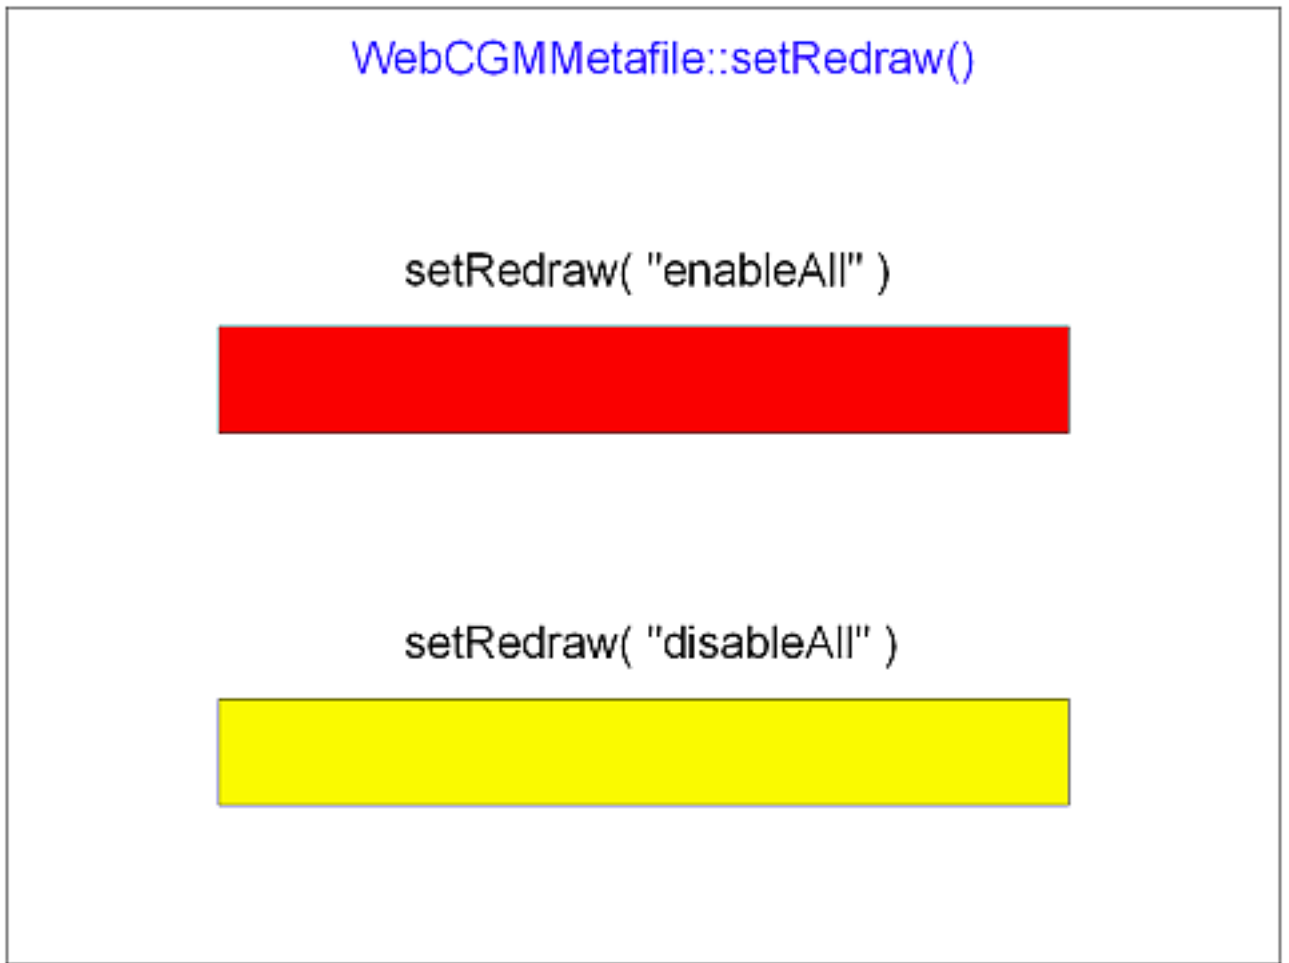 WebCGMMetafile::setRedraw()
setRedraw( "enableAll" )
setRedraw( "disableAll" )